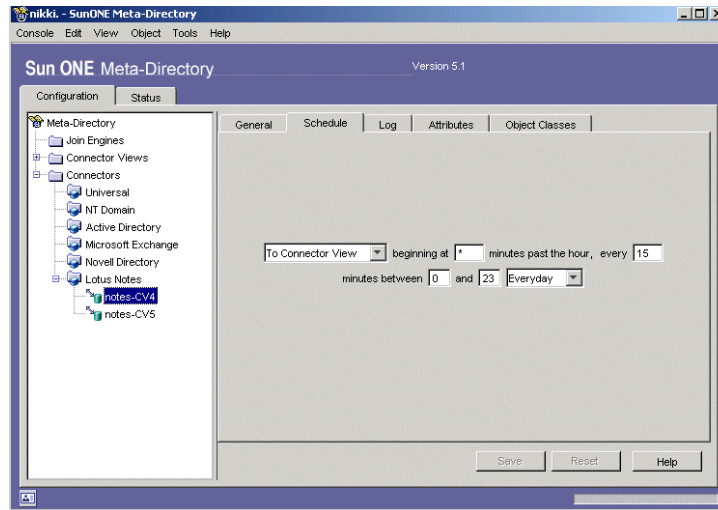 nikki. - SunONE Meta-Directory
Console Edit View Object Tools Help
Sun ONE Meta-Directory
Version 5.1
Configuration Status
Meta-Directory
Join Engines
Connector Views
Connectors
Universal
NT Domain
Active Directory
Microsoft Exchange
Novell Directory
Lotus Notes
notes-CV4
notes-CV5
General Schedule Log Attributes Object Classes
To Connector View beginning at * minutes past the hour, every 15
minutes between 0 and 23 Everyday
Save Reset Help